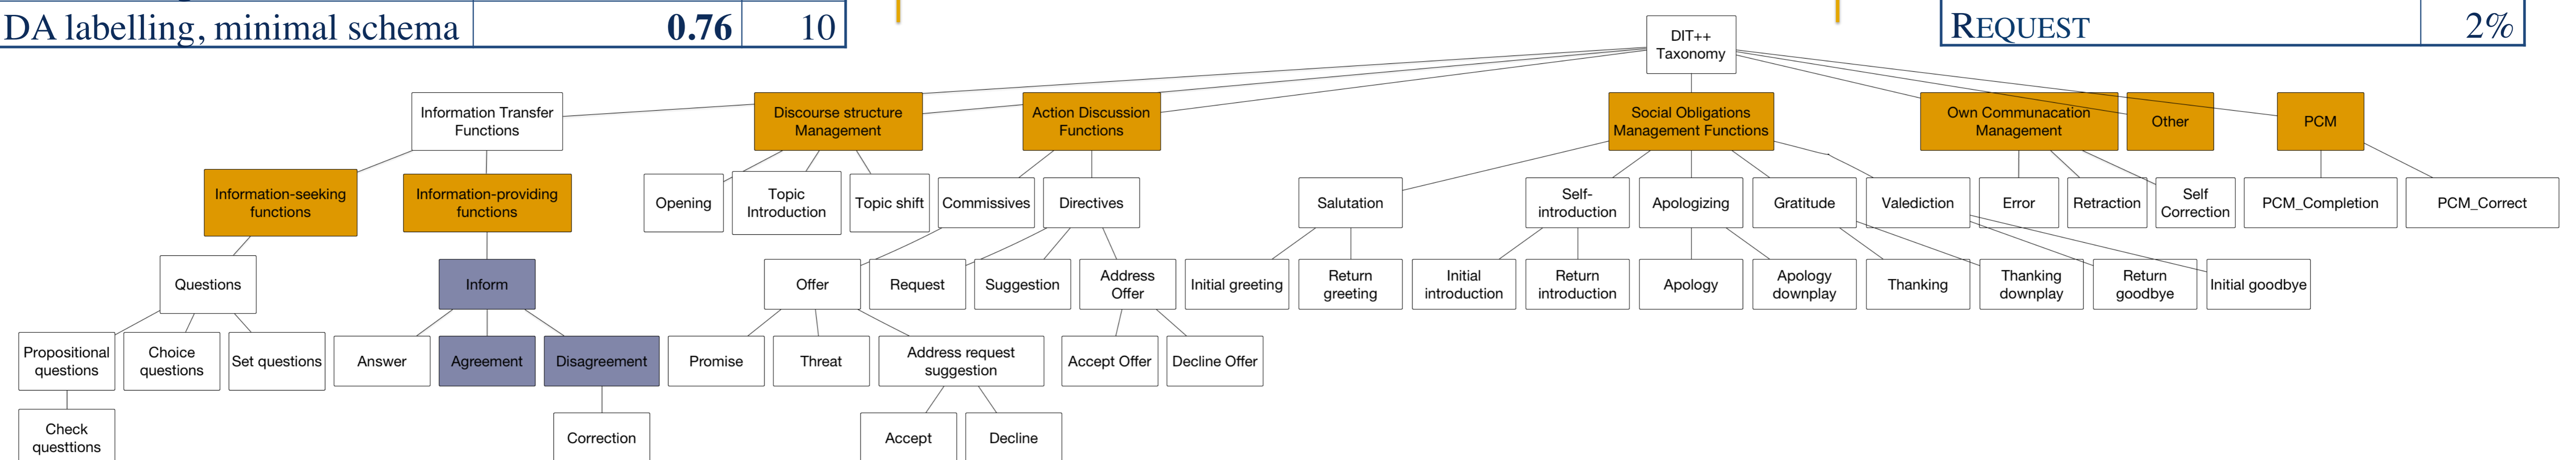 DA labelling, minimal schema 0.76 10
REQUEST 2%
DIT++
Taxonomy
Information Transfer
Functions
Discourse structure
Management
Action Discussion
Functions
Social Obligations
Management Functions
Own Communacation
Management
Other
PCM
Information-seeking
functions
Information-providing
functions
Opening
Topic
Introduction
Topic shift
Commissives
Directives
Salutation
Self-
introduction
Apologizing
Gratitude
Valediction
Error
Retraction
Self
Correction
PCM_Completion
PCM_Correct
Questions
Inform
Offer
Request
Suggestion
Address
Offer
Initial greeting
Return
greeting
Initial
introduction
Return
introduction
Apology
Apology
downplay
Thanking
Thanking
downplay
Return
goodbye
Initial goodbye
Propositional
questions
Choice
questions
Set questions
Answer
Agreement
Disagreement
Promise
Threat
Address request
suggestion
Accept Offer
Decline Offer
Check
questtions
Correction
Accept
Decline